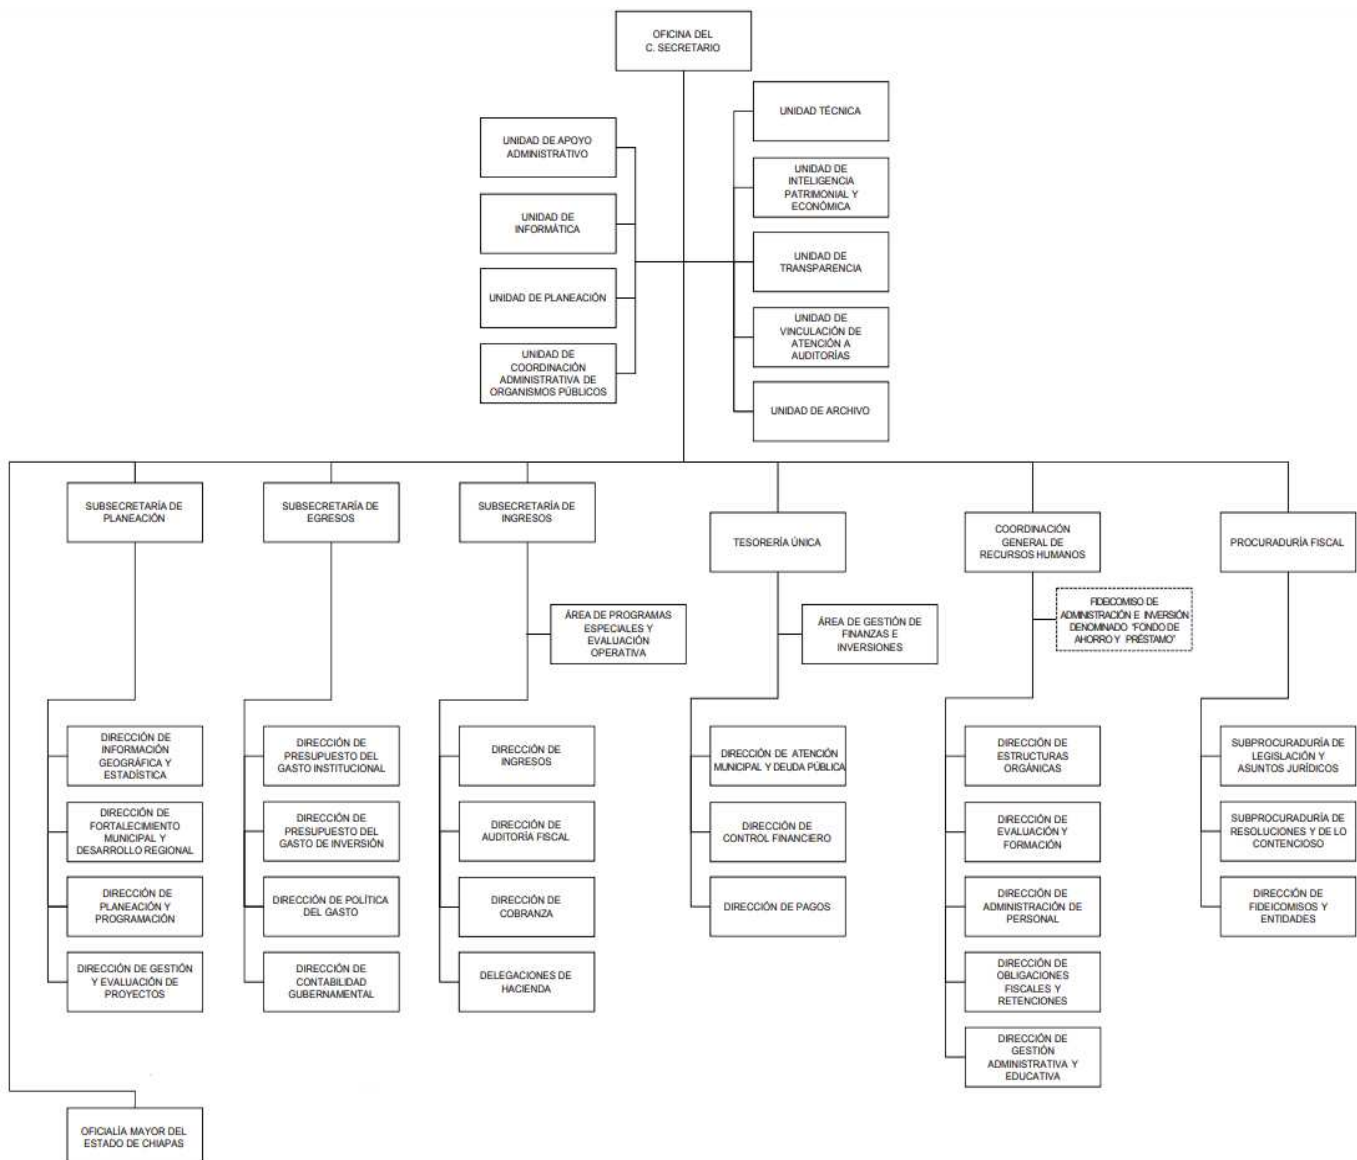 OFICINA DEL
C. SECRETARIO
UNIDAD TÉCNICA
UNIDAD DE APOYO
ADMINISTRATIVO
UNIDAD DE
INTELIGENCIA
PATRIMONIAL Y
ECONÓMICA
UNIDAD DE
INFORMÁTICA
UNIDAD DE
TRANSPARENCIA
UNIDAD DE PLANEACIÓN
UNIDAD DE
VINCULACIÓN DE
ATENCIÓN A
AUDITORÍAS
UNIDAD DE
COORDINACIÓN
ADMINISTRATIVA DE
ORGANISMOS PÚBLICOS
UNIDAD DE ARCHIVO
SUBSECRETARÍA DE
PLANEACIÓN
SUBSECRETARÍA DE
EGRESOS
SUBSECRETARÍA DE
INGRESOS
TESORERÍA ÚNICA
COORDINACIÓN
GENERAL DE
RECURSOS HUMANOS
PROCURADURÍA FISCAL
ÁREA DE PROGRAMAS
ESPECIALES Y
EVALUACIÓN
OPERATIVA
ÁREA DE GESTIÓN DE
FINANZAS E
INVERSIONES
FIDEICOMISO DE
ADMINISTRACIÓN E INVERSIÓN
DENOMINADO "FONDO DE
AHORRO Y PRÉSTAMO"
DIRECCIÓN DE
INFORMACIÓN
GEOGRÁFICA Y
ESTADÍSTICA
DIRECCIÓN DE
PRESUPUESTO DEL
GASTO INSTITUCIONAL
DIRECCIÓN DE
INGRESOS
DIRECCIÓN DE ATENCIÓN
MUNICIPAL Y DEUDA PÚBLICA
DIRECCIÓN DE
ESTRUCTURAS
ORGÁNICAS
SUBPROCURADURÍA DE
LEGISLACIÓN Y
ASUNTOS JURÍDICOS
DIRECCIÓN DE
FORTALECIMIENTO
MUNICIPAL Y
DESARROLLO REGIONAL
DIRECCIÓN DE
PRESUPUESTO DEL
GASTO DE INVERSIÓN
DIRECCIÓN DE
AUDITORÍA FISCAL
DIRECCIÓN DE
CONTROL FINANCIERO
DIRECCIÓN DE
EVALUACIÓN Y
FORMACIÓN
SUBPROCURADURÍA DE
RESOLUCIONES Y DE LO
CONTENCIOSO
DIRECCIÓN DE
PLANEACIÓN Y
PROGRAMACIÓN
DIRECCIÓN DE POLÍTICA
DEL GASTO
DIRECCIÓN DE
COBRANZA
DIRECCIÓN DE PAGOS
DIRECCIÓN DE
ADMINISTRACIÓN DE
PERSONAL
DIRECCIÓN DE
FIDEICOMISOS Y
ENTIDADES
DIRECCIÓN DE GESTIÓN
Y EVALUACIÓN DE
PROYECTOS
DIRECCIÓN DE
CONTABILIDAD
GUBERNAMENTAL
DELEGACIONES DE
HACIENDA
DIRECCIÓN DE
OBLIGACIONES
FISCALES Y
RETENCIONES
DIRECCIÓN DE
GESTIÓN
ADMINISTRATIVA Y
EDUCATIVA
OFICIALÍA MAYOR DEL
ESTADO DE CHIAPAS